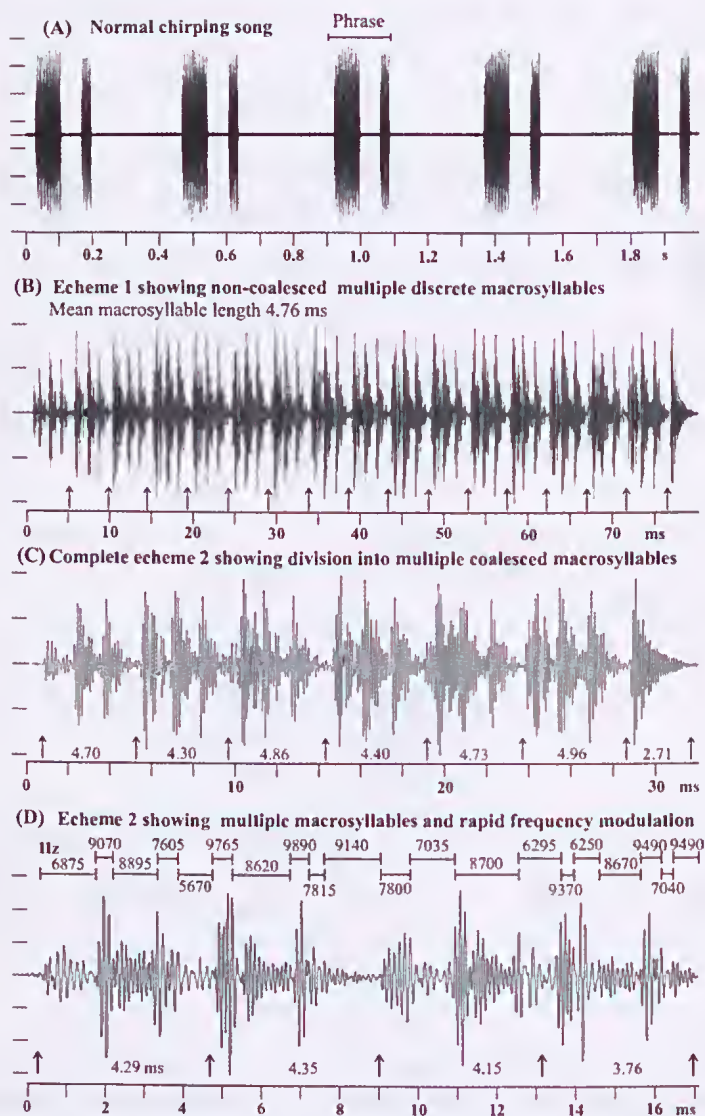 (A) Normal chirping song
Phrase
0 0.2 0.4 0.6 0.8 1.0 1.2 1.4 1.6 1.8 s
(B) Echeme 1 showing non-coalesced multiple discrete macrosyllables
Mean macrosyllable length 4.76 ms
0 10 20 30 40 50 60 70 ms
(C) Complete echeme 2 showing division into multiple coalesced macrosyllables
4.70 4.30 4.86 4.40 4.73 4.96 2.71
0 10 20 30 ms
(D) Echeme 2 showing multiple macrosyllables and rapid frequency modulation
Hz 9070 7605 9765 9890 9140 7035 6295 6250 9490 9490
6875 8895 8620 8700 8670
5670 7815 7800 9370 7040
4.29 ms 4.35 4.15 3.76
0 2 4 6 8 10 12 14 16 ms